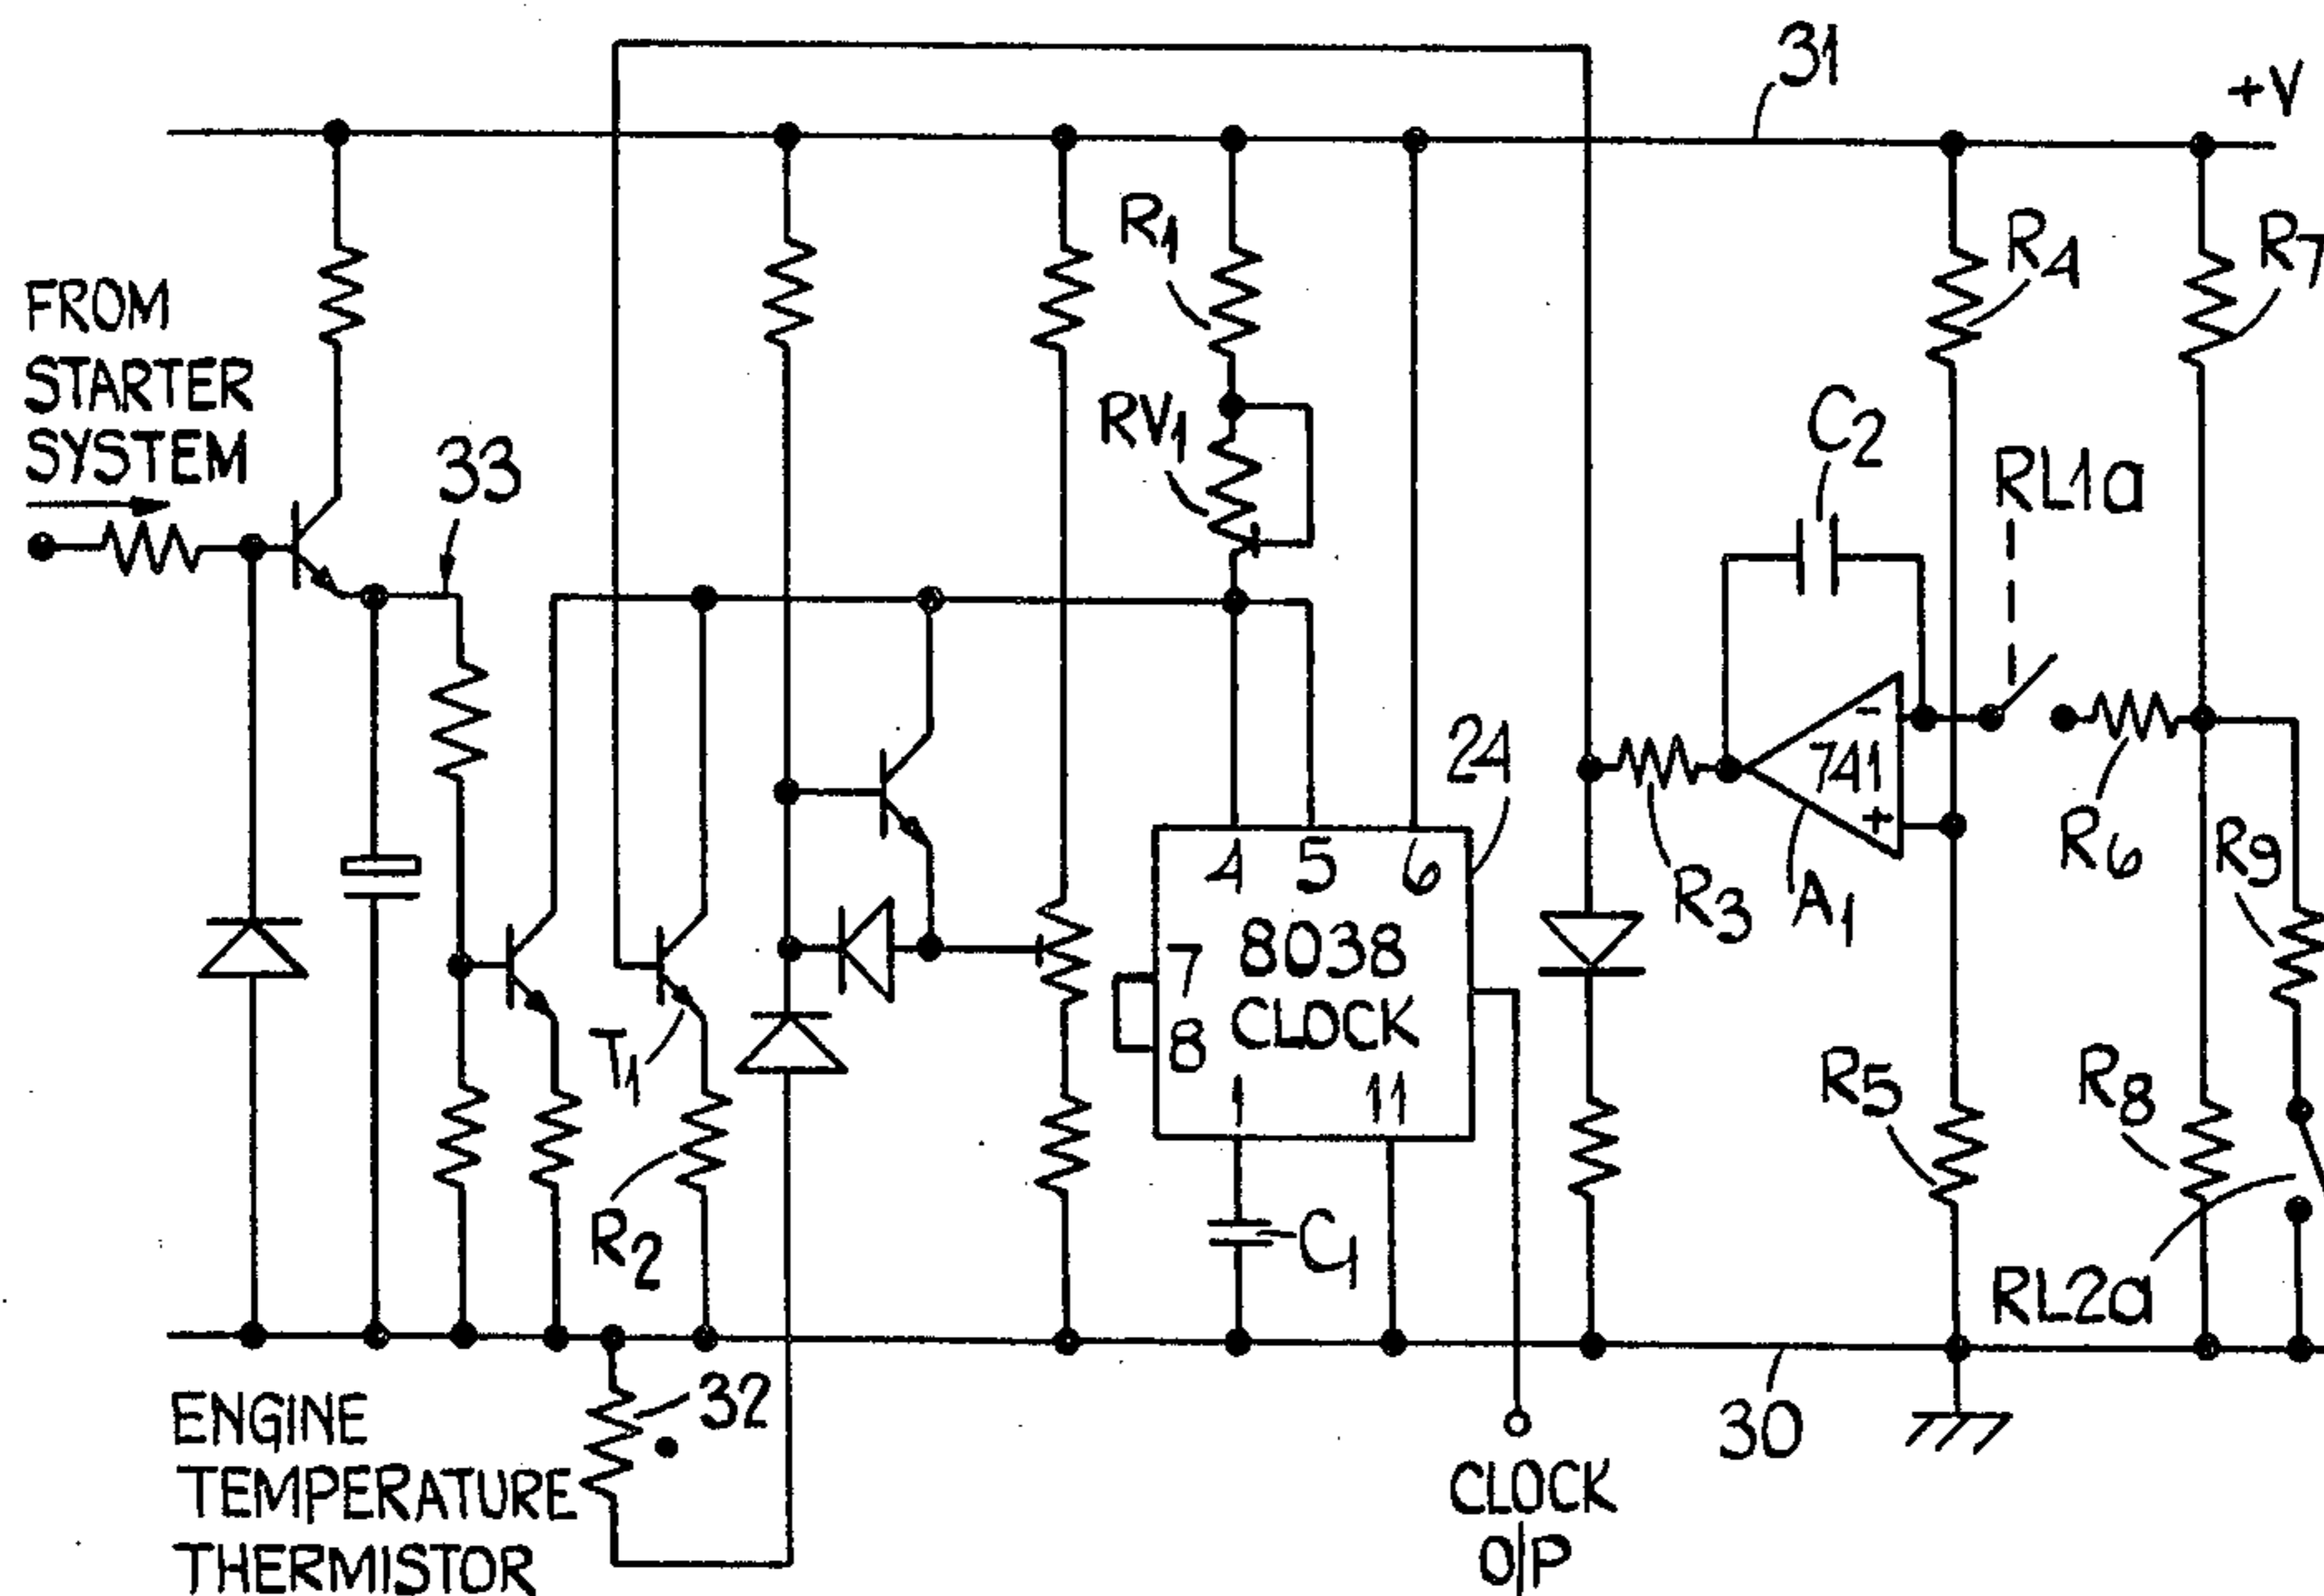 31
+V
R1
R4
R7
FROM
STARTER
SYSTEM
RV1
C2
RL1a
33
24
741
-
+
R6
R9
R3
A1
4 5 6
7 8038
8 CLOCK
1 11
T1
R5
R8
R2
C1
RL2a
32
30
ENGINE
TEMPERATURE
THERMISTOR
CLOCK
O/P